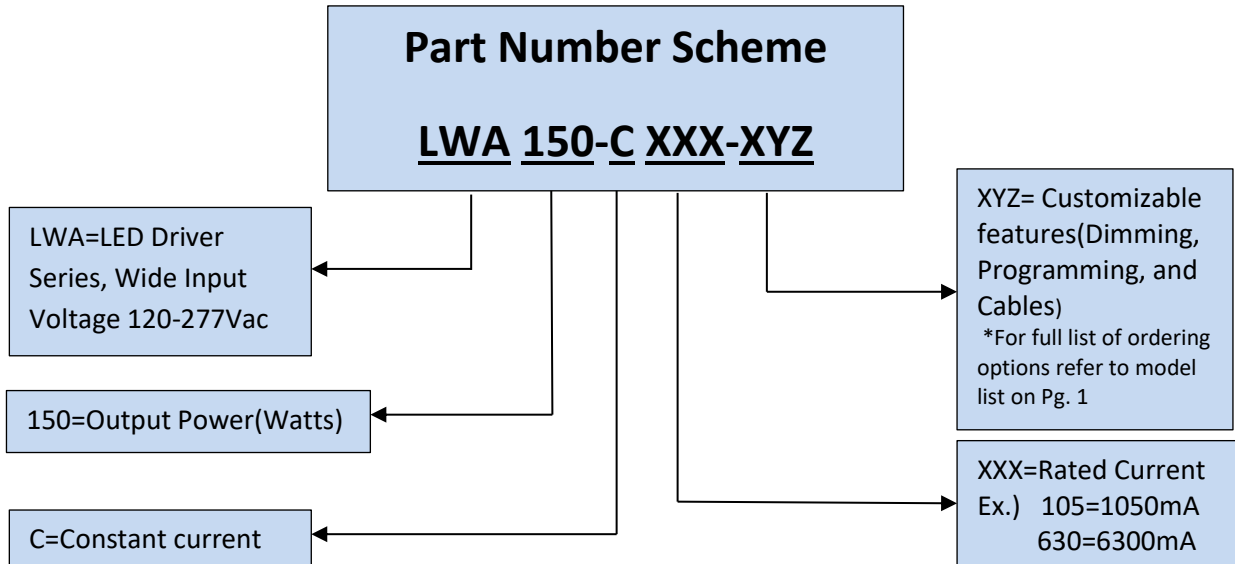 Part Number Scheme
LWA 150-C XXX-XYZ
LWA=LED Driver
Series, Wide Input
Voltage 120-277Vac
150=Output Power(Watts)
C=Constant current
XYZ= Customizable
features(Dimming,
Programming, and
Cables)
*For full list of ordering
options refer to model
list on Pg. 1
XXX=Rated Current
Ex.) 105=1050mA
630=6300mA